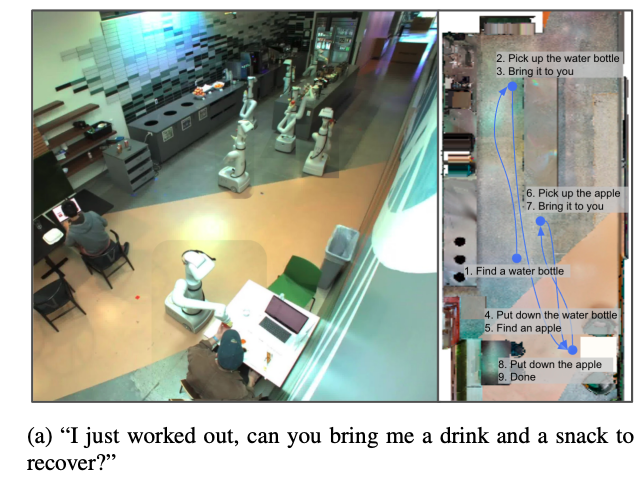 2. Pick up the water bottle
3. Bring it to you
6. Pick up the apple
7. Bring it to you
1. Find a water bottle
4. Put down the water bottle
5. Find an apple
8. Put down the apple
9. Done
(a) “I just worked out, can you bring me a drink and a snack to
recover?”